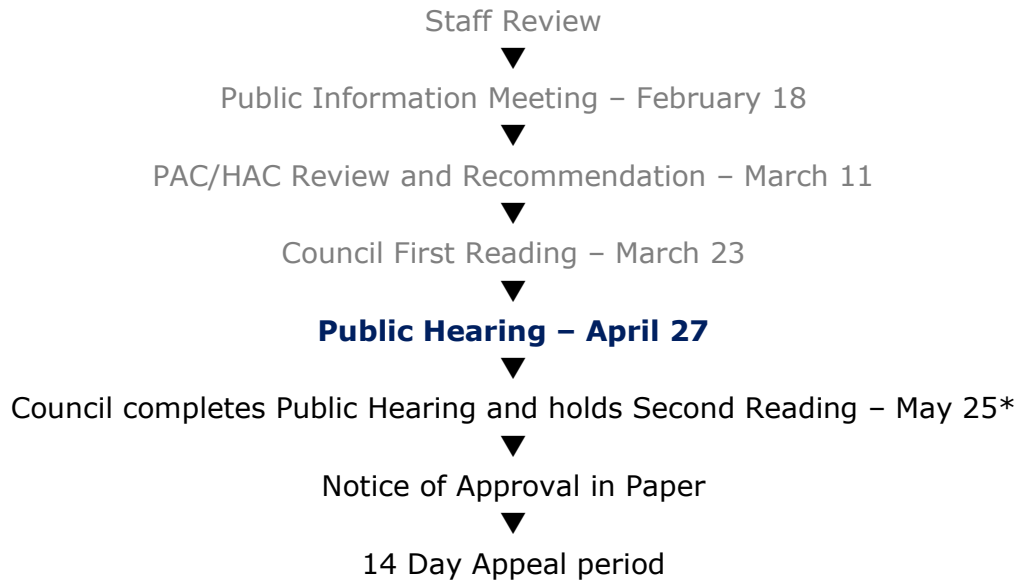 Staff Review
Public Information Meeting – February 18
PAC/HAC Review and Recommendation – March 11
Council First Reading – March 23
Public Hearing – April 27
Council completes Public Hearing and holds Second Reading – May 25*
Notice of Approval in Paper
14 Day Appeal period